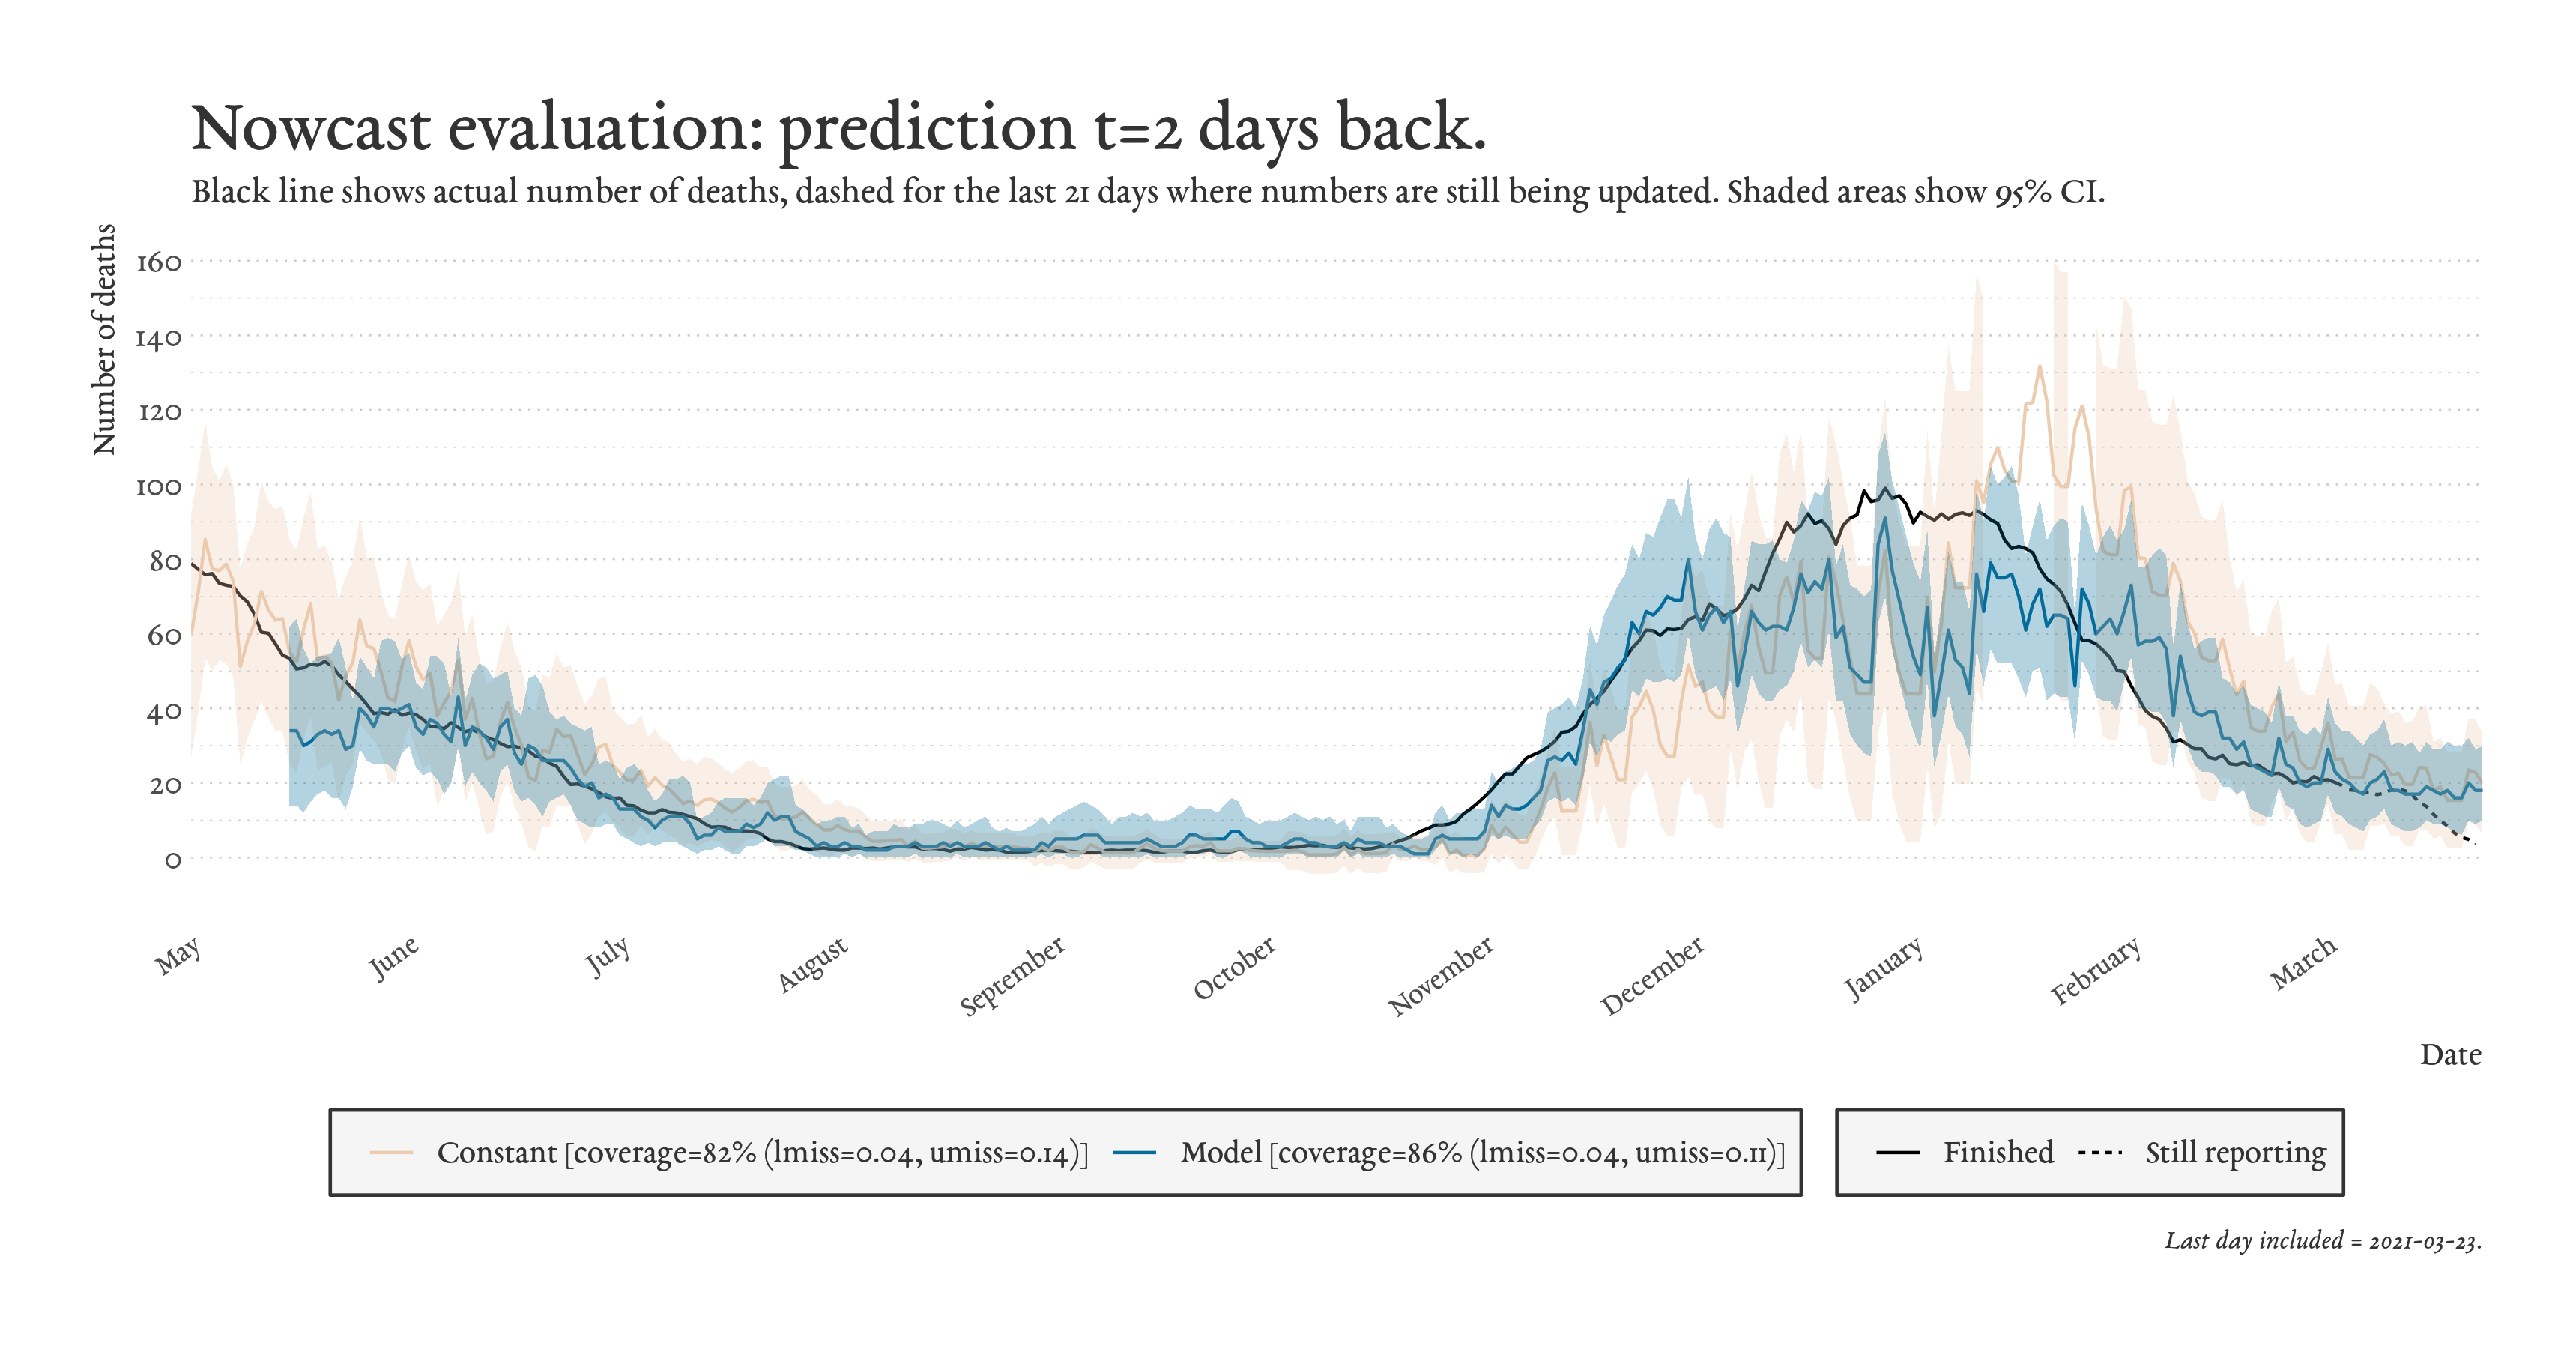 Nowcast evaluation: prediction t=2 days back.
Black line shows actual number of deaths, dashed for the last 21 days where numbers are still being updated. Shaded areas show 95% CI.
Number of deaths
160
140
120
100
80
60
40
20
0
May
June
July
August
September
October
November
December
January
February
March
Date
Constant [coverage=82% (lmiss=0.04, umiss=0.14)]
Model [coverage=86% (lmiss=0.04, umiss=0.11)]
Finished
Still reporting
Last day included = 2021-03-23.